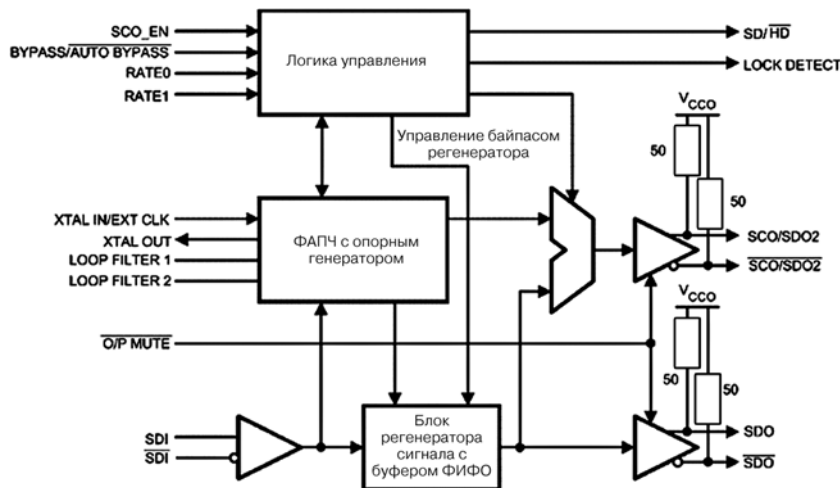 SCO_EN
BYPASS/AUTO BYPASS
RATE0
RATE1
Логика управления
SD/HD
LOCK DETECT
Управление байпасом
регенератора
VCCO
50
50
XTAL IN/EXT CLK
XTAL OUT
LOOP FILTER 1
LOOP FILTER 2
ФАПЧ с опорным
генератором
SCO/SDO2
SCO/SDO2
VCCO
50
50
O/P MUTE
SDI
SDI
Блок
регенератора
сигнала с
буфером ФИФО
SDO
SDO